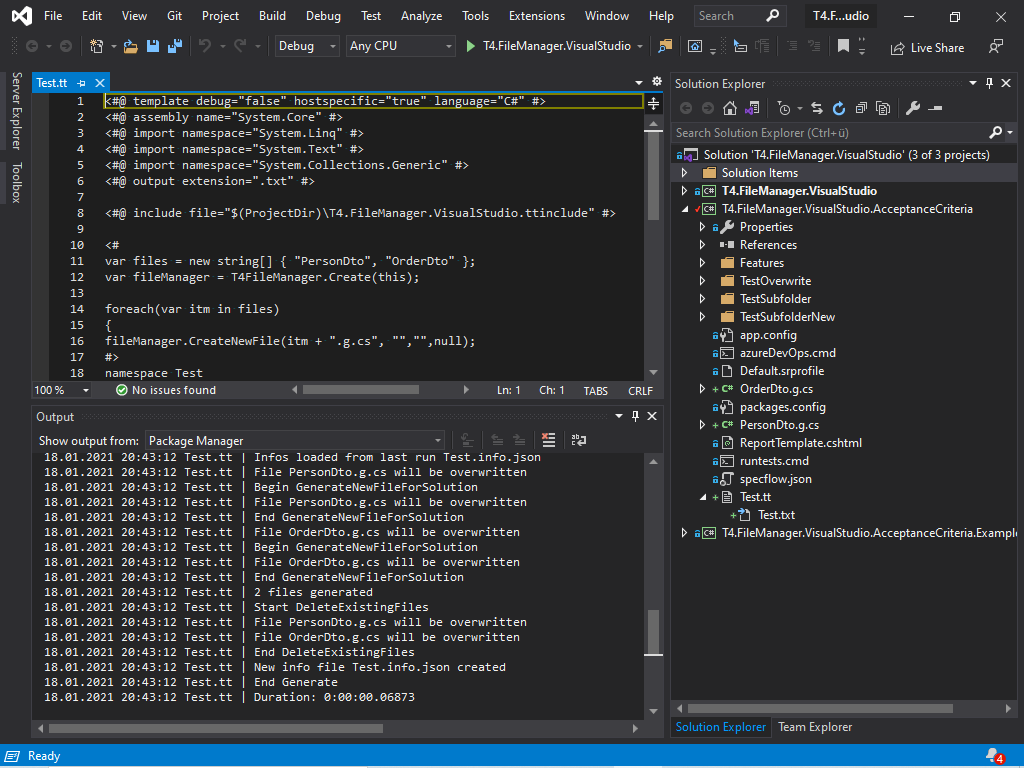 File Edit View Git Project Build Debug Test Analyze Tools Extensions Window Help Search T4.F...udio
Debug Any CPU T4.FileManager.VisualStudio Live Share
Server Explorer
Toolbox
Test.tt
1 <#@ template debug="false" hostspecific="true" language="C#" #>
2 <#@ assembly name="System.Core" #>
3 <#@ import namespace="System.Linq" #>
4 <#@ import namespace="System.Text" #>
5 <#@ import namespace="System.Collections.Generic" #>
6 <#@ output extension=".txt" #>
7
8 <#@ include file="$(ProjectDir)\T4.FileManager.VisualStudio.ttinclude" #>
9
10 <#
11 var files = new string[] { "PersonDto", "OrderDto" };
12 var fileManager = T4FileManager.Create(this);
13
14 foreach(var itm in files)
15 {
16 fileManager.CreateNewFile(itm + ".g.cs", "","",null);
17 #>
18 namespace Test
100 % No issues found Ln: 1 Ch: 1 TABS CRLF
Output
Show output from: Package Manager
18.01.2021 20:43:12 Test.tt | Infos loaded from last run Test.info.json
18.01.2021 20:43:12 Test.tt | File PersonDto.g.cs will be overwritten
18.01.2021 20:43:12 Test.tt | Begin GenerateNewFileForSolution
18.01.2021 20:43:12 Test.tt | File PersonDto.g.cs will be overwritten
18.01.2021 20:43:12 Test.tt | End GenerateNewFileForSolution
18.01.2021 20:43:12 Test.tt | File OrderDto.g.cs will be overwritten
18.01.2021 20:43:12 Test.tt | Begin GenerateNewFileForSolution
18.01.2021 20:43:12 Test.tt | File OrderDto.g.cs will be overwritten
18.01.2021 20:43:12 Test.tt | End GenerateNewFileForSolution
18.01.2021 20:43:12 Test.tt | 2 files generated
18.01.2021 20:43:12 Test.tt | Start DeleteExistingFiles
18.01.2021 20:43:12 Test.tt | File PersonDto.g.cs will be overwritten
18.01.2021 20:43:12 Test.tt | File OrderDto.g.cs will be overwritten
18.01.2021 20:43:12 Test.tt | End DeleteExistingFiles
18.01.2021 20:43:12 Test.tt | New info file Test.info.json created
18.01.2021 20:43:12 Test.tt | End Generate
18.01.2021 20:43:12 Test.tt | Duration: 0:00:00.06873
Solution Explorer
Search Solution Explorer (Ctrl+ü)
Solution 'T4.FileManager.VisualStudio' (3 of 3 projects)
Solution Items
C# T4.FileManager.VisualStudio
C# T4.FileManager.VisualStudio.AcceptanceCriteria
Properties
References
Features
TestOverwrite
TestSubfolder
TestSubfolderNew
app.config
azureDevOps.cmd
Default.srprofile
+ C# OrderDto.g.cs
packages.config
+ C# PersonDto.g.cs
ReportTemplate.cshtml
runtests.cmd
specflow.json
+ Test.tt
+ Test.txt
C# T4.FileManager.VisualStudio.AcceptanceCriteria.Example
Solution Explorer Team Explorer
Ready 4